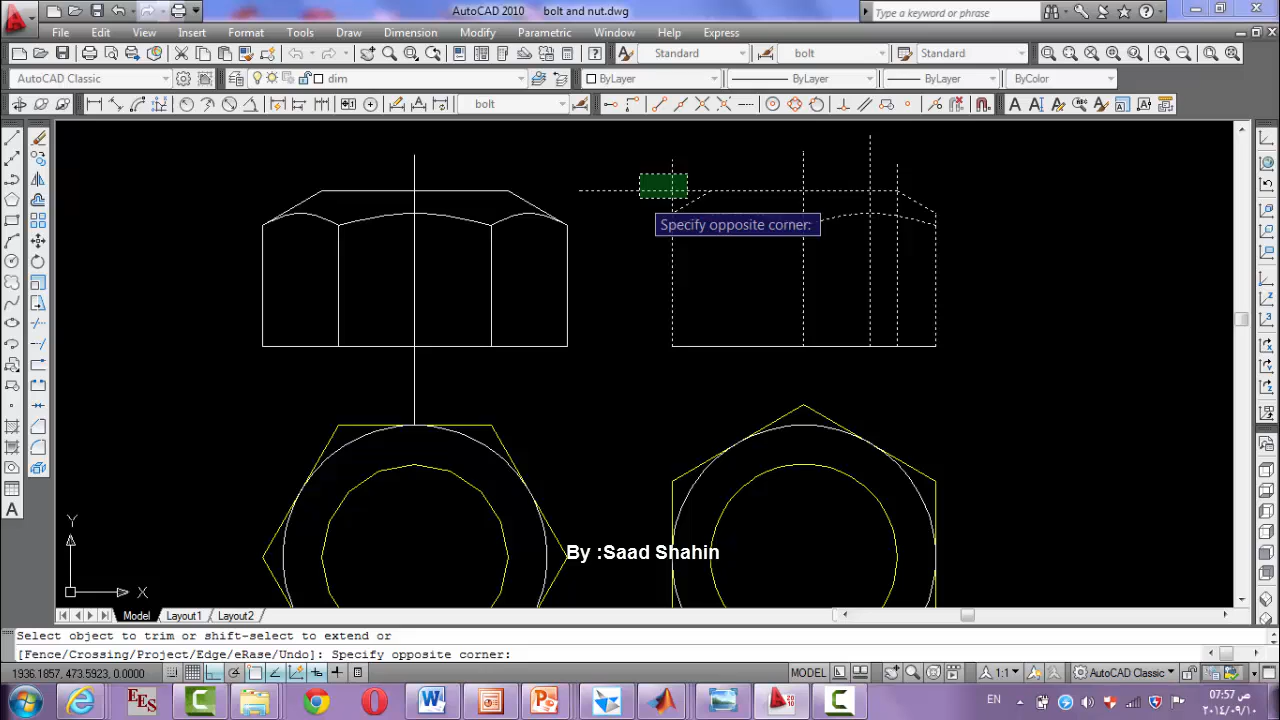 AutoCAD 2010 bolt and nut.dwg
Type a keyword or phrase
File Edit View Insert Format Tools Draw Dimension Modify Parametric Window Help Express
Standard bolt Standard
AutoCAD Classic dim ByLayer ByLayer ByLayer ByColor
bolt
Specify opposite corner:
By :Saad Shahin
Y
X
Model Layout1 Layout2
Select object to trim or shift-select to extend or
[Fence/Crossing/Project/Edge/eRase/Undo]: Specify opposite corner:
1936.1857, 473.5923, 0.0000 MODEL 1:1 AutoCAD Classic
EN
07:57 ص
٢٠١٤/٠٩/١٠